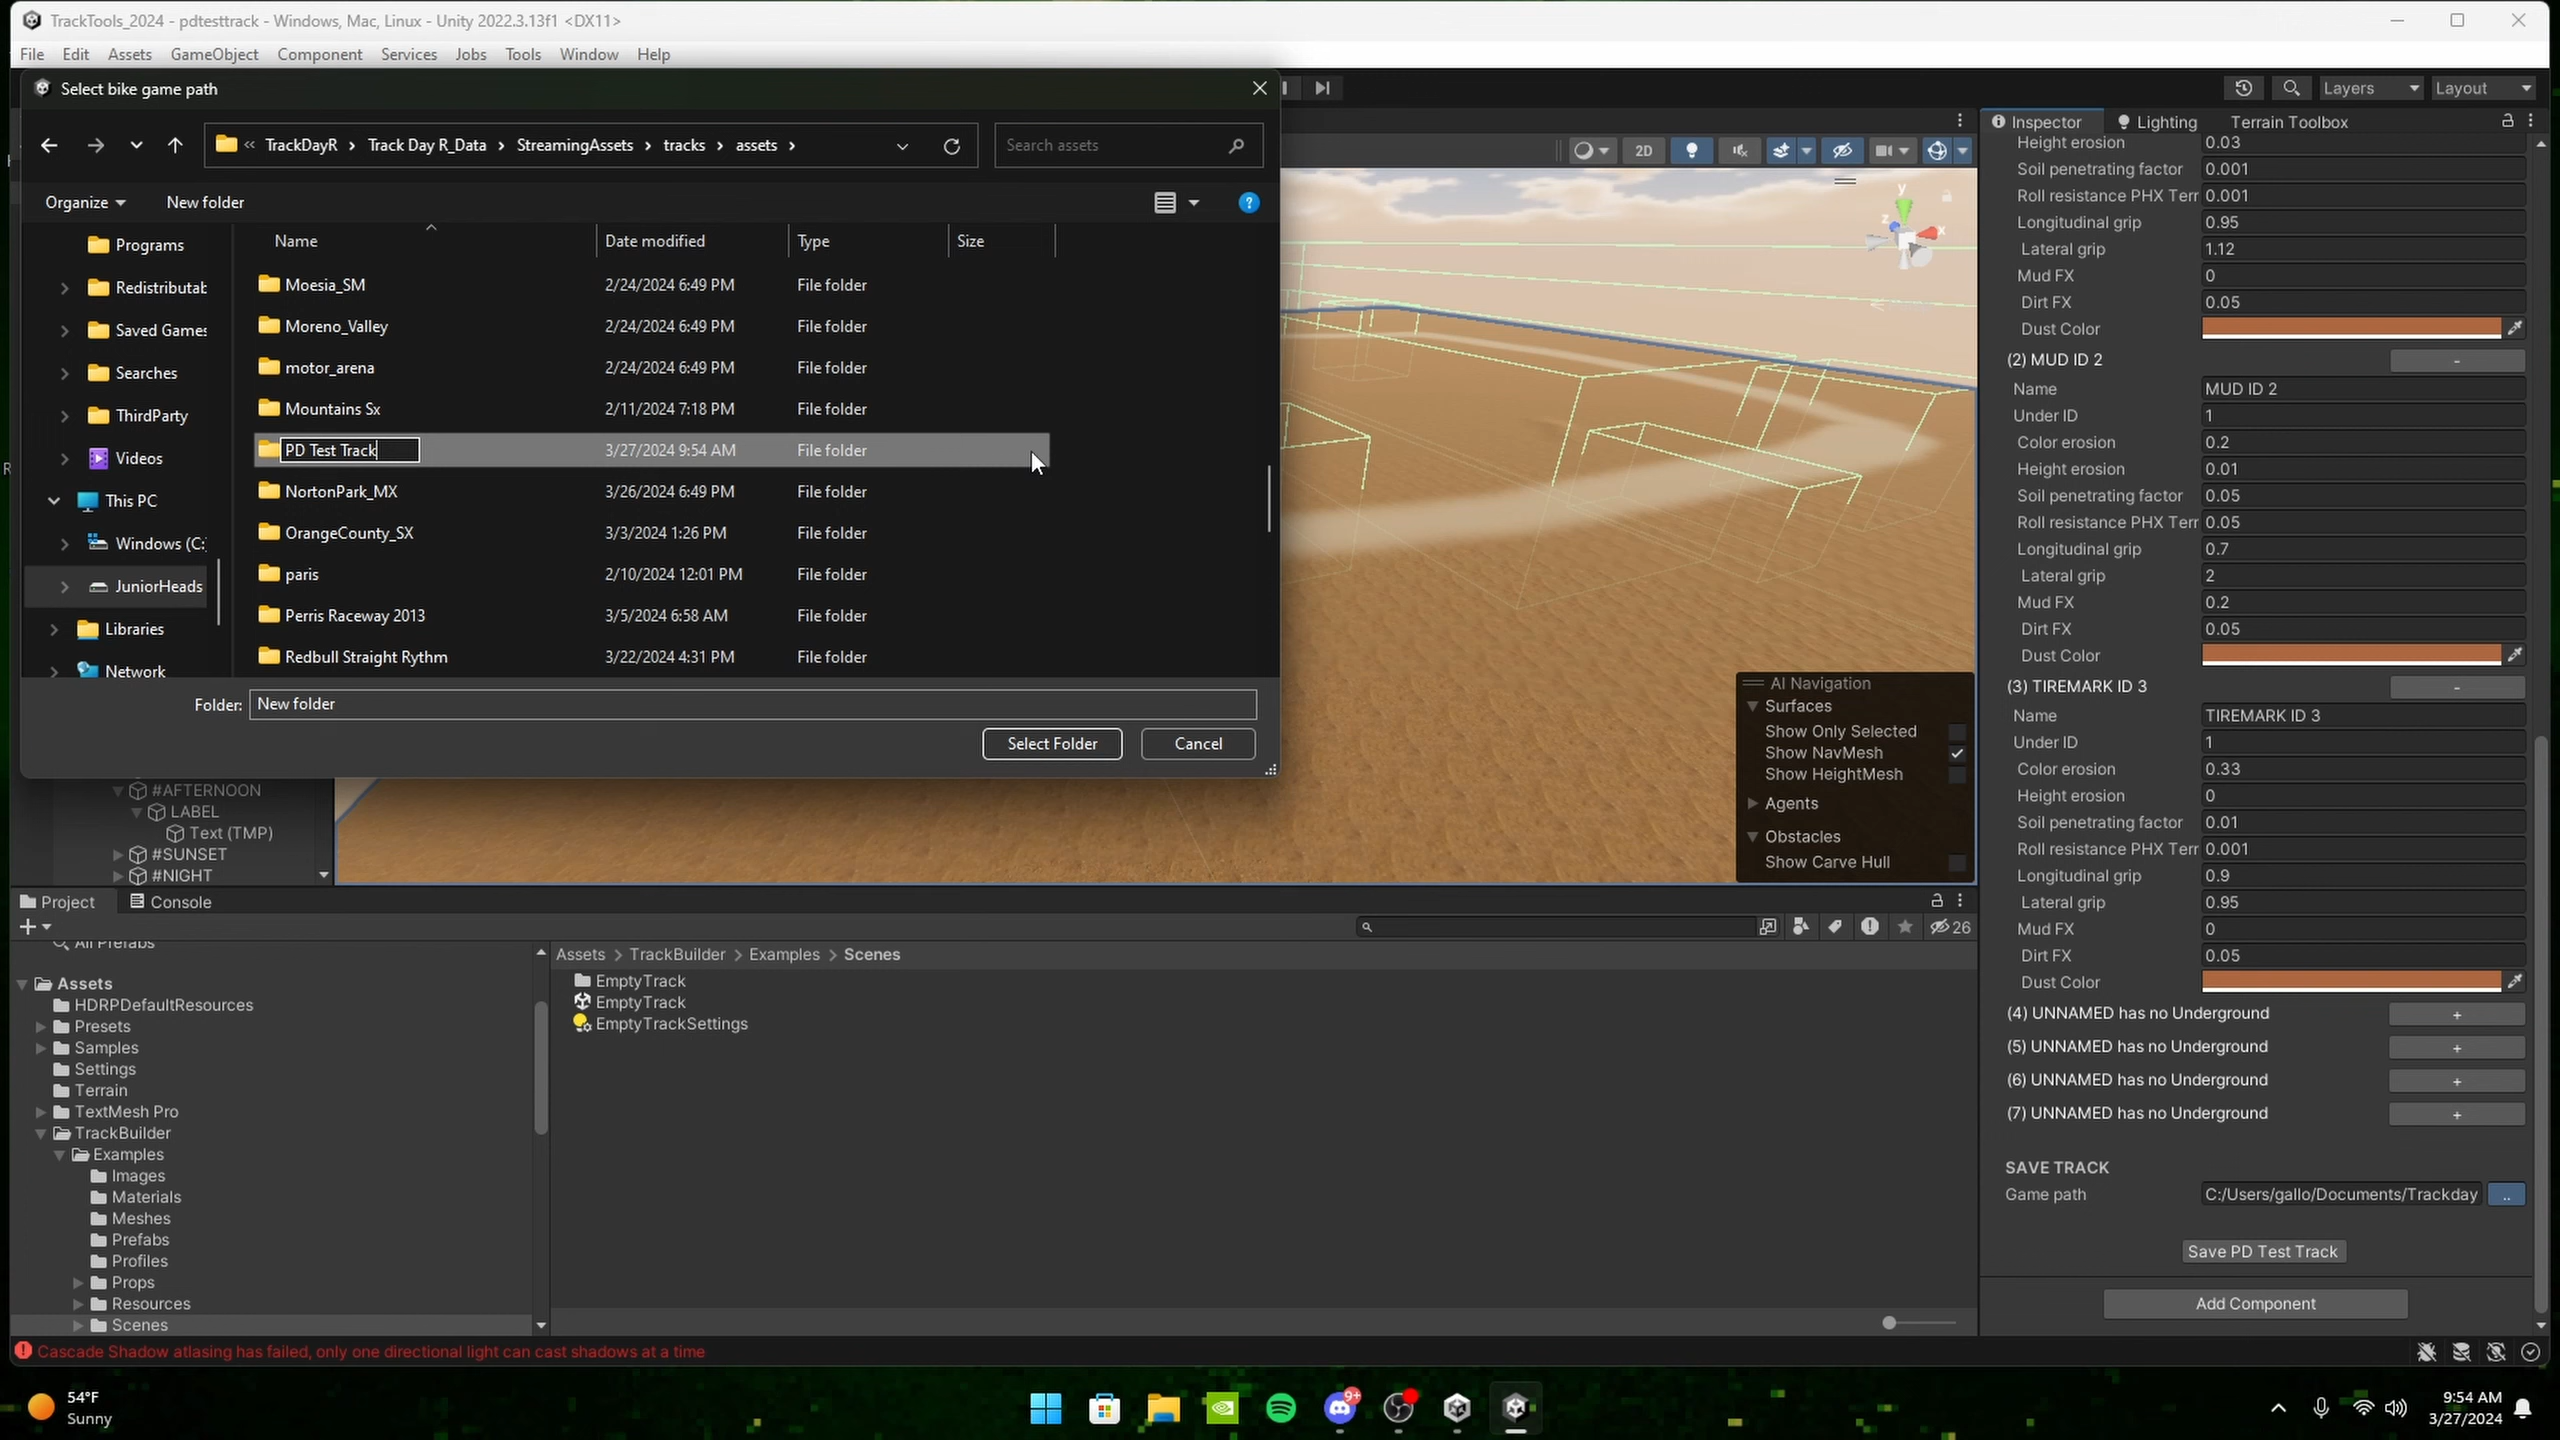 TrackTools_2024 - pdtesttrack - Windows, Mac, Linux - Unity 2022.3.13f1 <DX11>
File Edit Assets GameObject Component Services Jobs Tools Window Help
Select bike game path
Layers Layout
« TrackDayR › Track Day R_Data › StreamingAssets › tracks › assets ›
Search assets
Organize New folder
Name Date modified Type Size
Programs
Redistributab
Saved Games
Searches
ThirdParty
Videos
This PC
Windows (C:
JuniorHeads
Libraries
Network
Moesia_SM 2/24/2024 6:49 PM File folder
Moreno_Valley 2/24/2024 6:49 PM File folder
motor_arena 2/24/2024 6:49 PM File folder
Mountains Sx 2/11/2024 7:18 PM File folder
PD Test Track 3/27/2024 9:54 AM File folder
NortonPark_MX 3/26/2024 6:49 PM File folder
OrangeCounty_SX 3/3/2024 1:26 PM File folder
paris 2/10/2024 12:01 PM File folder
Perris Raceway 2013 3/5/2024 6:58 AM File folder
Redbull Straight Rythm 3/22/2024 4:31 PM File folder
Folder: New folder
Select Folder Cancel
2D
y
x
z
AI Navigation
Surfaces
Show Only Selected
Show NavMesh
Show HeightMesh
Agents
Obstacles
Show Carve Hull
#AFTERNOON
LABEL
Text (TMP)
#SUNSET
#NIGHT
Inspector Lighting Terrain Toolbox
Height erosion 0.03
Soil penetrating factor 0.001
Roll resistance PHX Terr 0.001
Longitudinal grip 0.95
Lateral grip 1.12
Mud FX 0
Dirt FX 0.05
Dust Color
(2) MUD ID 2 -
Name MUD ID 2
Under ID 1
Color erosion 0.2
Height erosion 0.01
Soil penetrating factor 0.05
Roll resistance PHX Terr 0.05
Longitudinal grip 0.7
Lateral grip 2
Mud FX 0.2
Dirt FX 0.05
Dust Color
(3) TIREMARK ID 3 -
Name TIREMARK ID 3
Under ID 1
Color erosion 0.33
Height erosion 0
Soil penetrating factor 0.01
Roll resistance PHX Terr 0.001
Longitudinal grip 0.9
Lateral grip 0.95
Mud FX 0
Dirt FX 0.05
Dust Color
(4) UNNAMED has no Underground +
(5) UNNAMED has no Underground +
(6) UNNAMED has no Underground +
(7) UNNAMED has no Underground +
SAVE TRACK
Game path C:/Users/gallo/Documents/Trackday ..
Save PD Test Track
Add Component
Project Console
26
All Prefabs
Assets
HDRPDefaultResources
Presets
Samples
Settings
Terrain
TextMesh Pro
TrackBuilder
Examples
Images
Materials
Meshes
Prefabs
Profiles
Props
Resources
Scenes
Assets > TrackBuilder > Examples > Scenes
EmptyTrack
EmptyTrack
EmptyTrackSettings
Cascade Shadow atlasing has failed, only one directional light can cast shadows at a time
54°F
Sunny
9+
9:54 AM
3/27/2024